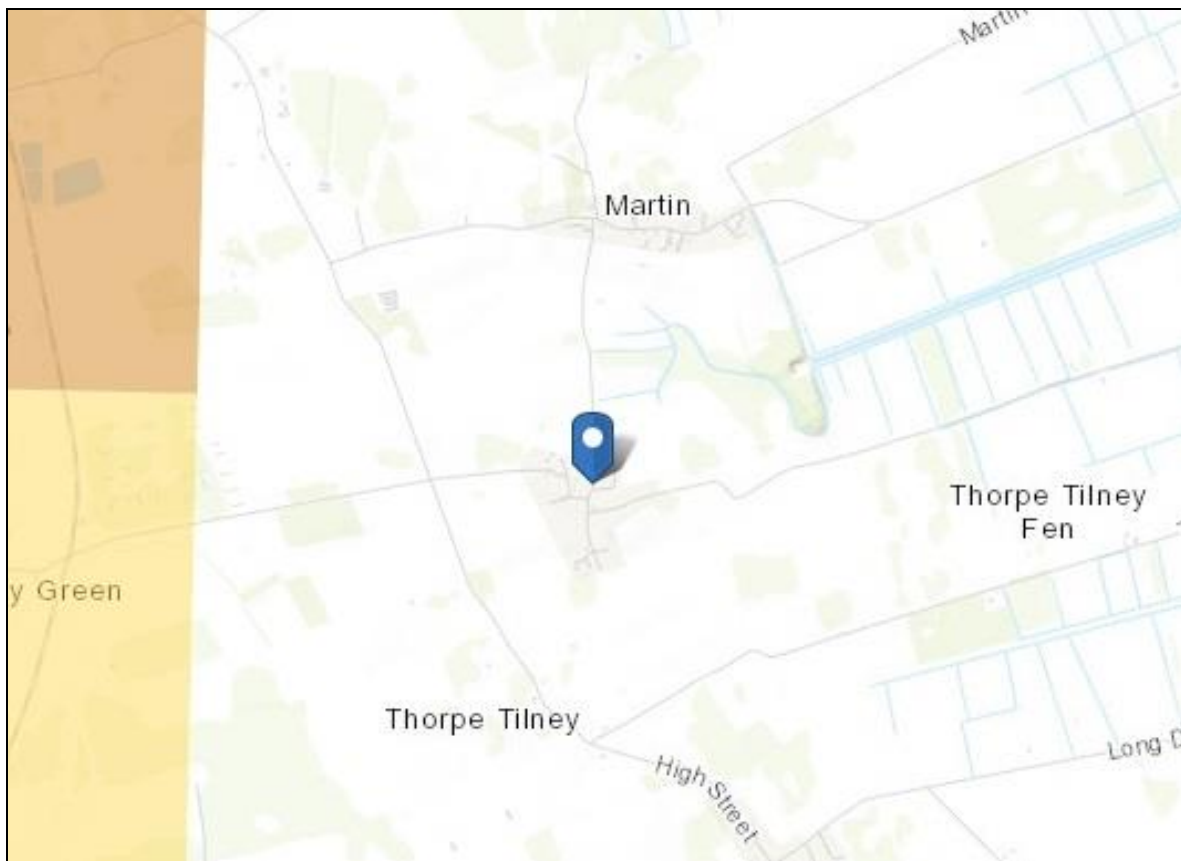 Martin
Martin
Thorpe Tilney
Fen
y Green
Thorpe Tilney
High Street
Long D